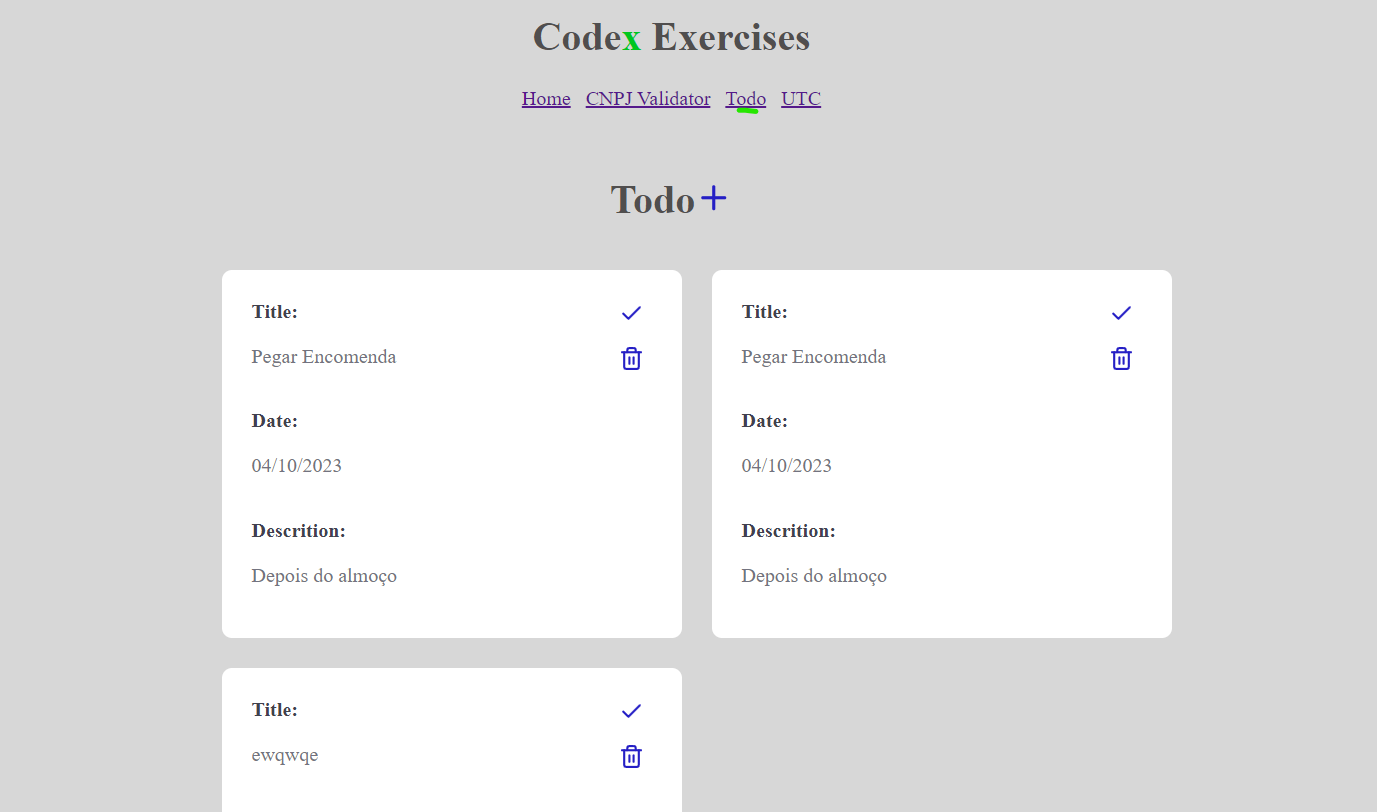 Codex Exercises
Home CNPJ Validator Todo UTC
Todo
Title:
Pegar Encomenda
Date:
04/10/2023
Descrition:
Depois do almoço
Title:
Pegar Encomenda
Date:
04/10/2023
Descrition:
Depois do almoço
Title:
ewqwqe